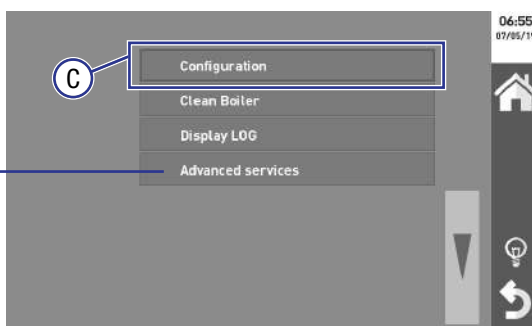 06:55
07/05/1
Configuration
C
Clean Boiler
Display LOG
Advanced services